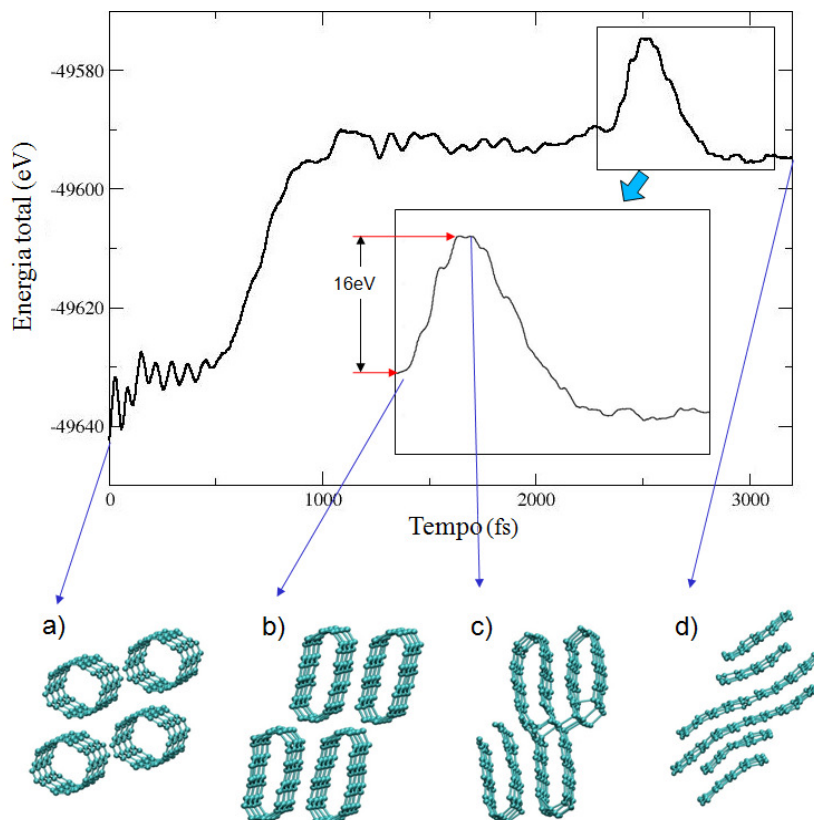 Energia total (eV)
-49580
-49600
-49620
-49640
16eV
0
1000
2000
3000
Tempo (fs)
a)
b)
c)
d)